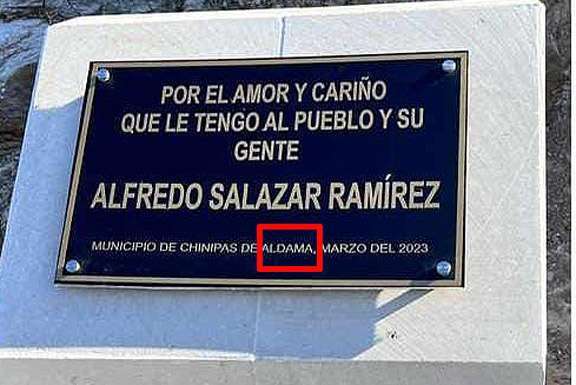 POR EL AMOR Y CARIÑO
QUE LE TENGO AL PUEBLO Y SU
GENTE
ALFREDO SALAZAR RAMÍREZ
MUNICIPIO DE CHINIPAS DE ALDAMA, MARZO DEL 2023